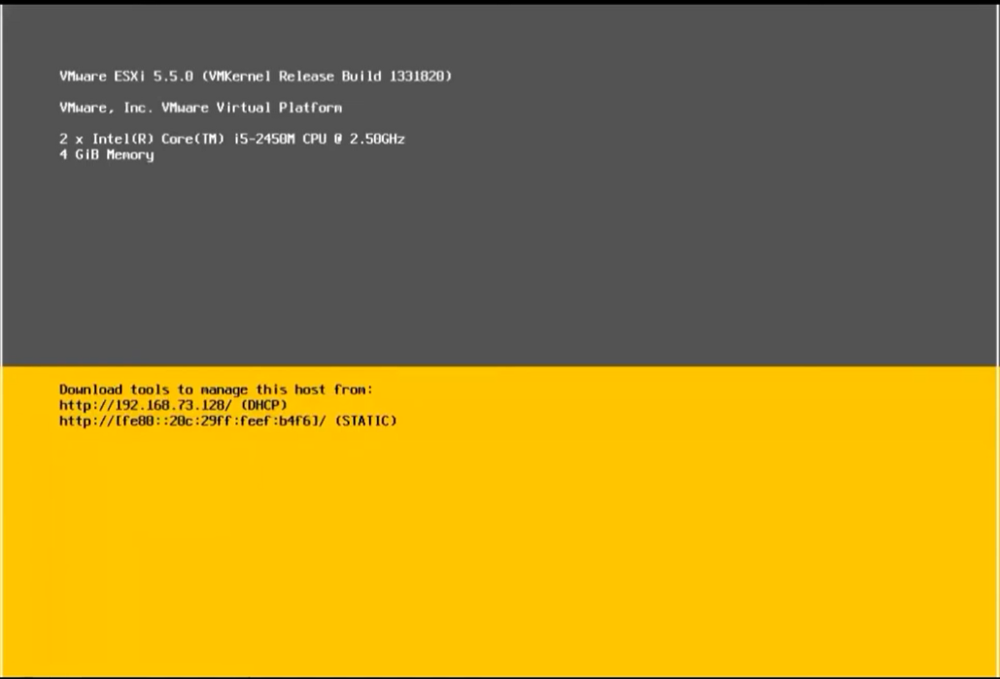 VMware ESXi 5.5.0 (VMKernel Release Build 1331820)
VMware, Inc. VMware Virtual Platform
2 x Intel(R) Core(TM) i5-2450M CPU @ 2.50GHz
4 GiB Memory
Download tools to manage this host from:
http://192.168.73.128/ (DHCP)
http://[fe80::20c:29ff:feef:b4f6]/ (STATIC)